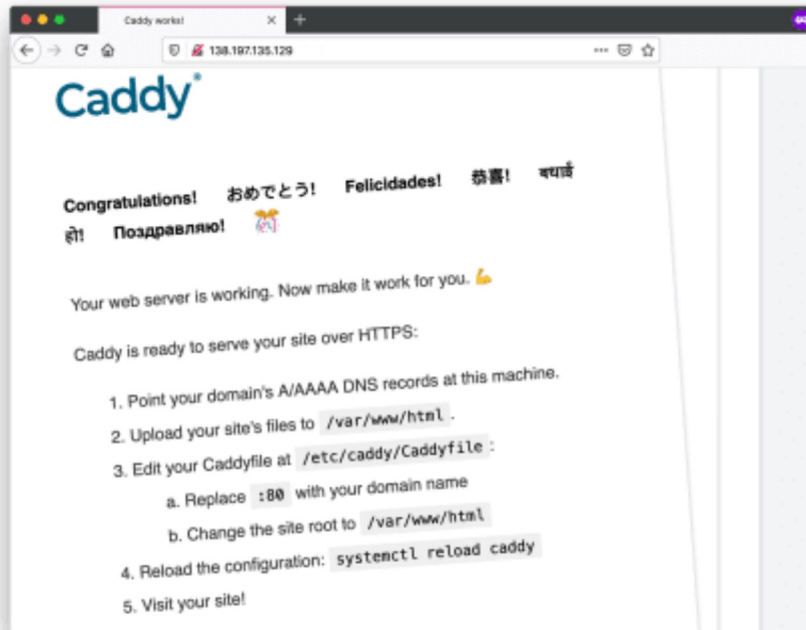 Caddy works!
138.197.135.129
Caddy®
Congratulations! おめでとう! Felicidades! 恭喜! बधाई
हो! Поздравляю! 🎊
Your web server is working. Now make it work for you. 💪
Caddy is ready to serve your site over HTTPS:
1. Point your domain's A/AAAA DNS records at this machine.
2. Upload your site's files to /var/www/html.
3. Edit your Caddyfile at /etc/caddy/Caddyfile:
a. Replace :80 with your domain name
b. Change the site root to /var/www/html
4. Reload the configuration: systemctl reload caddy
5. Visit your site!